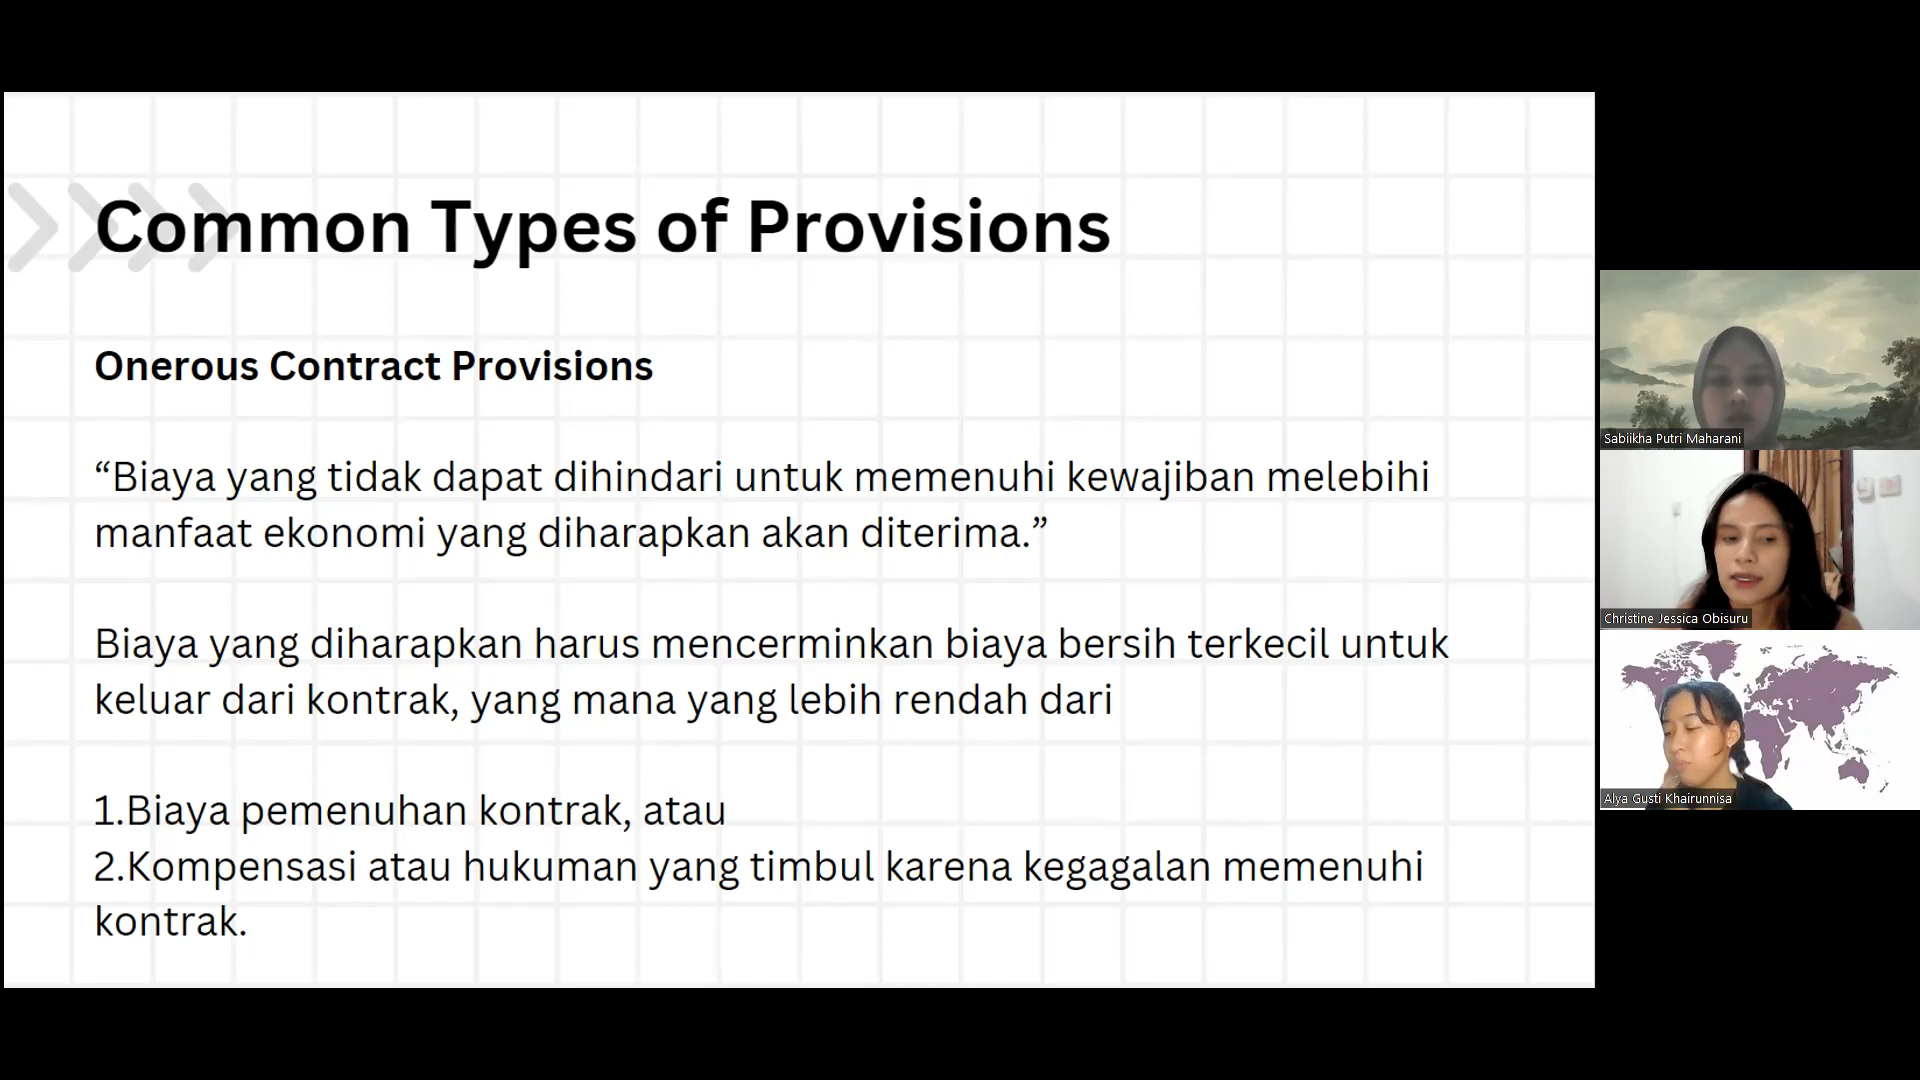 Common Types of Provisions
Onerous Contract Provisions
“Biaya yang tidak dapat dihindari untuk memenuhi kewajiban melebihi
manfaat ekonomi yang diharapkan akan diterima.”
Biaya yang diharapkan harus mencerminkan biaya bersih terkecil untuk
keluar dari kontrak, yang mana yang lebih rendah dari
1.Biaya pemenuhan kontrak, atau
2.Kompensasi atau hukuman yang timbul karena kegagalan memenuhi
kontrak.
Sabiikha Putri Maharani
Christine Jessica Obisuru
Alya Gusti Khairunnisa